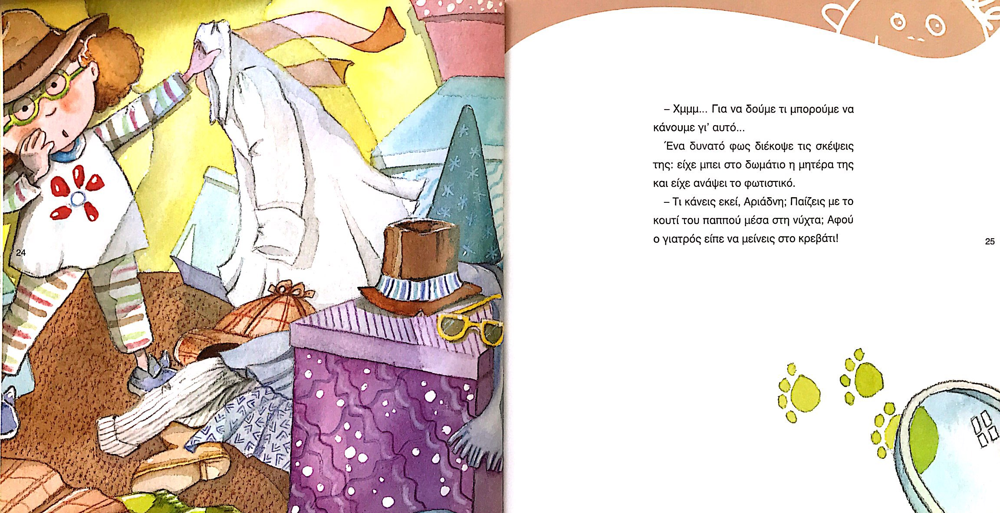 24
– Χμμμ... Για να δούμε τι μπορούμε να
κάνουμε γι’ αυτό...
Ένα δυνατό φως διέκοψε τις σκέψεις
της: είχε μπει στο δωμάτιο η μητέρα της
και είχε ανάψει το φωτιστικό.
– Τι κάνεις εκεί, Αριάδνη; Παίζεις με το
κουτί του παππού μέσα στη νύχτα; Αφού
ο γιατρός είπε να μείνεις στο κρεβάτι!
25